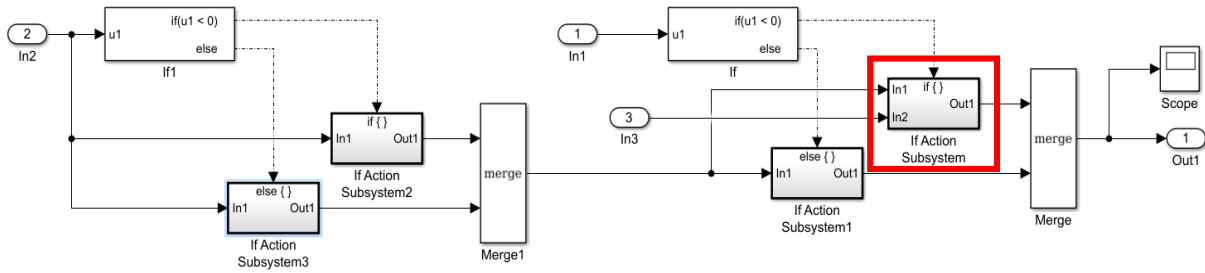 2
In2
u1
if(u1 < 0)
else
If1
if { }
In1
Out1
If Action
Subsystem2
else { }
In1
Out1
If Action
Subsystem3
merge
Merge1
1
In1
u1
if(u1 < 0)
else
If
3
In3
if { }
In1
Out1
In2
If Action
Subsystem
else { }
In1
Out1
If Action
Subsystem1
merge
Merge
Scope
1
Out1